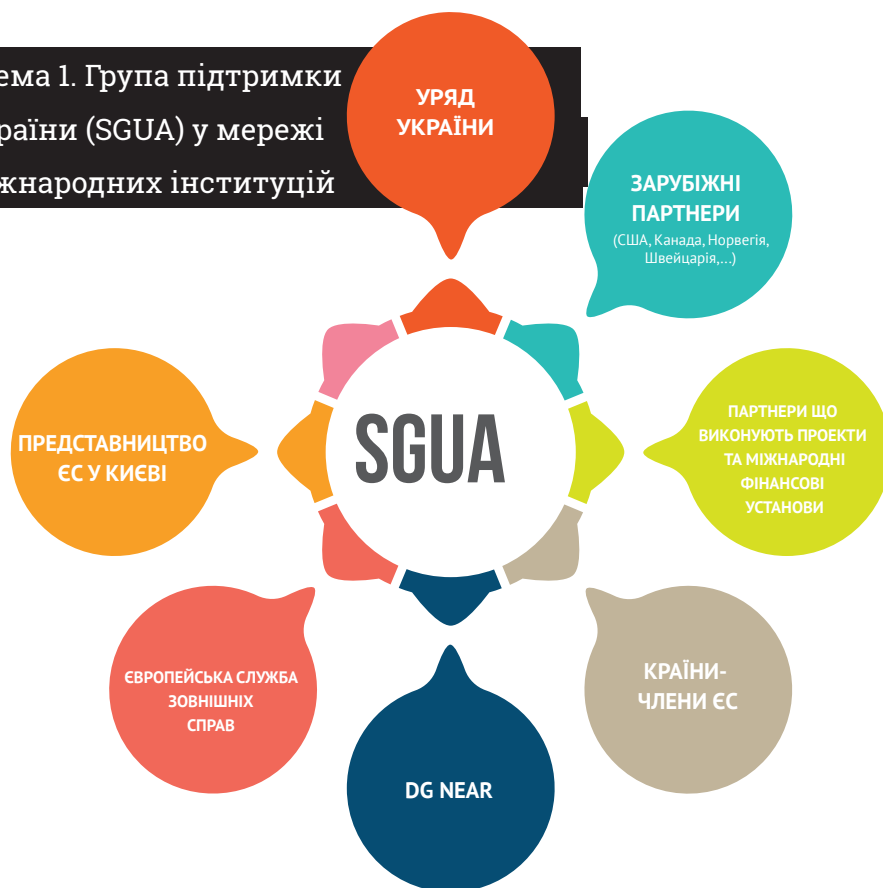 ема 1. Група підтримки
раїни (SGUA) у мережі
жнародних інституцій
УРЯД
УКРАЇНИ
ЗАРУБІЖНІ
ПАРТНЕРИ
(США, Канада, Норвегія,
Швейцарія,...)
ПРЕДСТАВНИЦТВО
ЄС У КИЄВІ
SGUA
ПАРТНЕРИ ЩО
ВИКОНУЮТЬ ПРОЕКТИ
ТА МІЖНАРОДНІ
ФІНАНСОВІ
УСТАНОВИ
ЄВРОПЕЙСЬКА СЛУЖБА
ЗОВНІШНІХ
СПРАВ
КРАЇНИ-
ЧЛЕНИ ЄС
DG NEAR